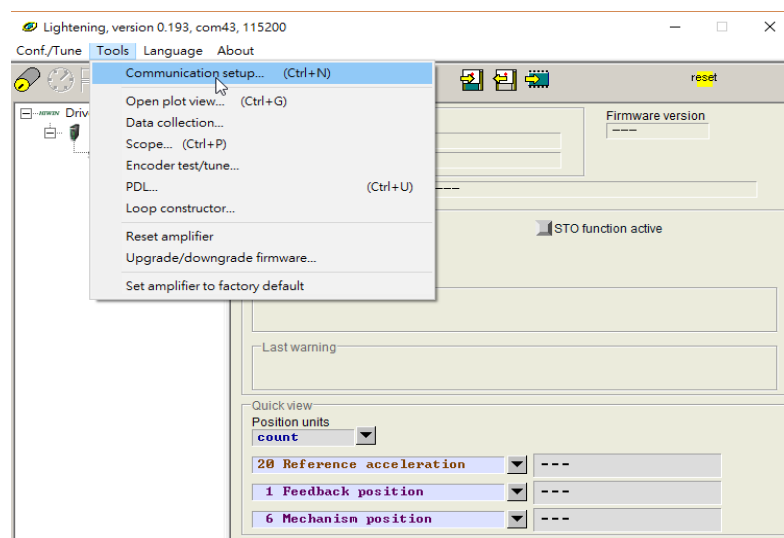 Lightening, version 0.193, com43, 115200
Conf./Tune Tools Language About
Communication setup... (Ctrl+N)
reset
Open plot view... (Ctrl+G)
HIWIN Driv
Firmware version
Data collection...
---
Scope... (Ctrl+P)
Encoder test/tune...
PDL... (Ctrl+U)
---
Loop constructor...
Reset amplifier
STO function active
Upgrade/downgrade firmware...
Set amplifier to factory default
Last warning
Quick view
Position units
count
20 Reference acceleration ---
1 Feedback position ---
6 Mechanism position ---